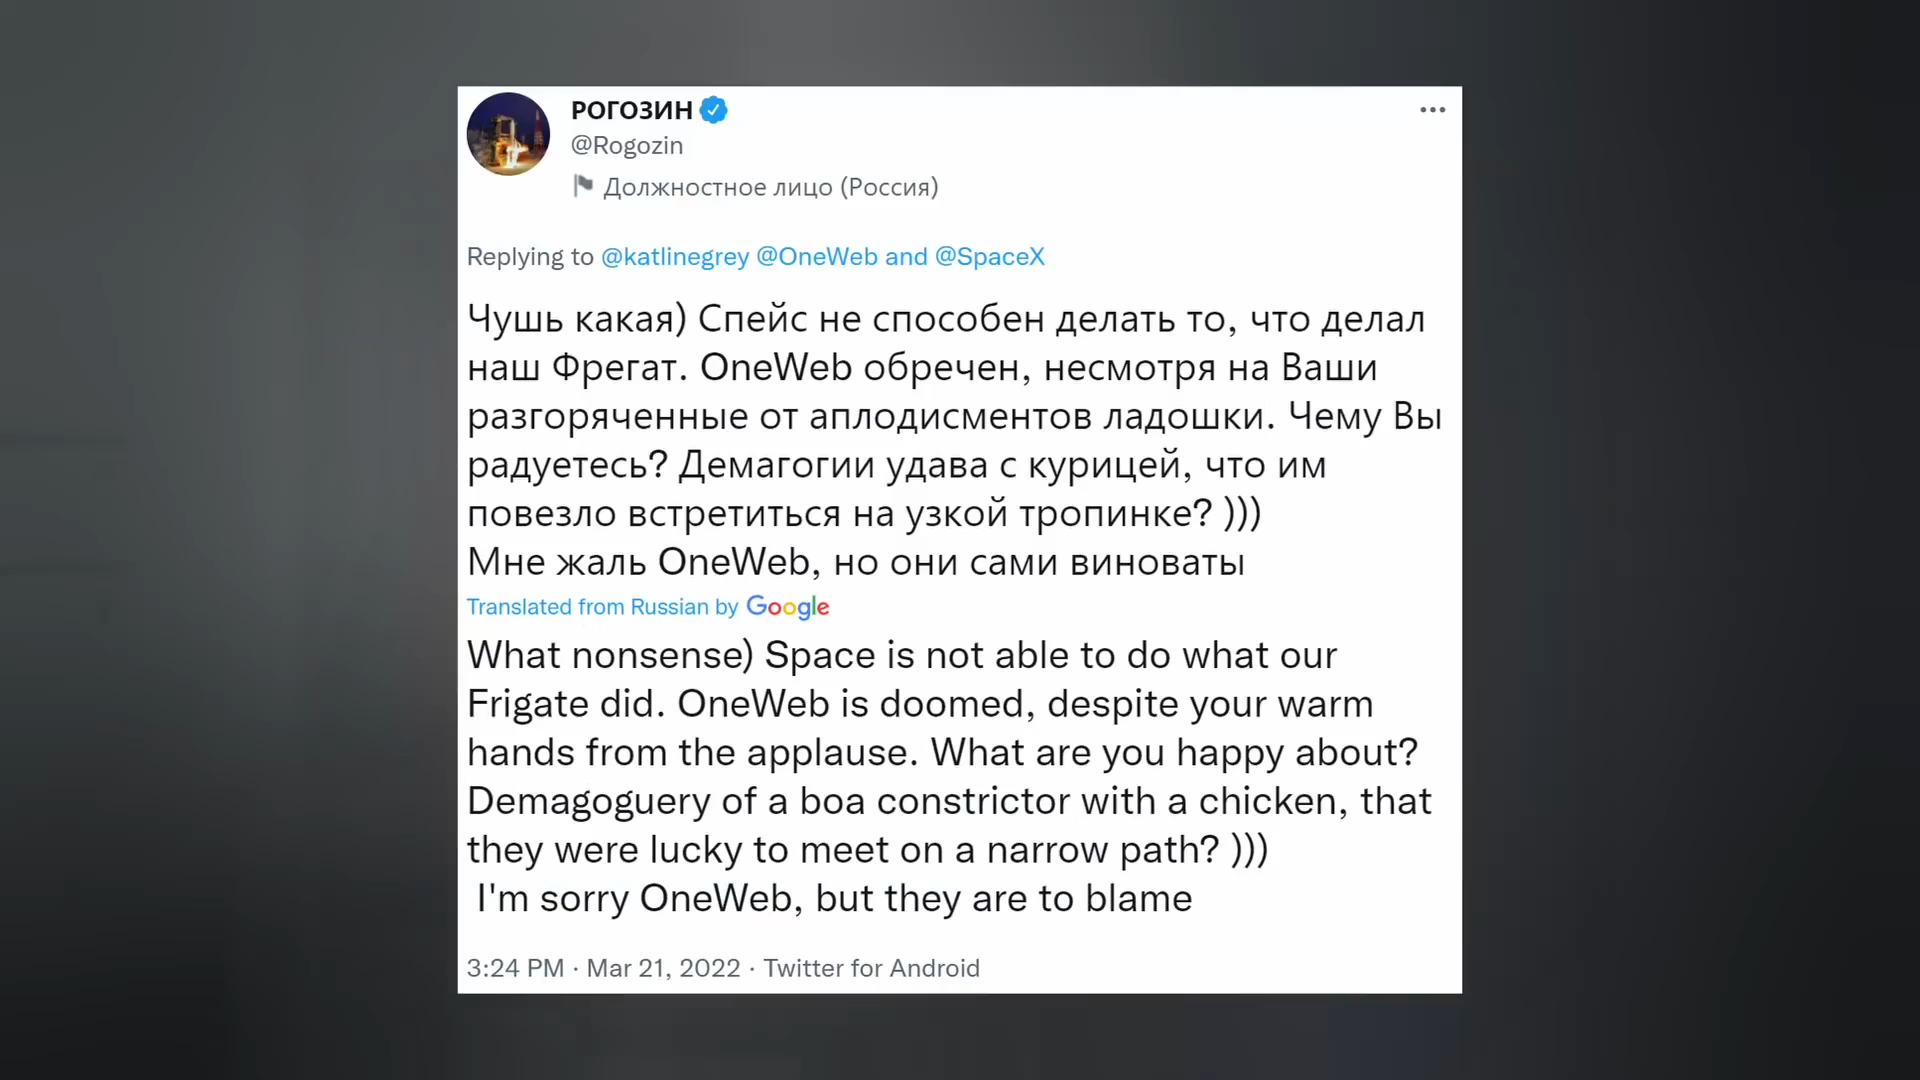 РОГОЗИН
@Rogozin
Должностное лицо (Россия)
Replying to @katlinegrey @OneWeb and @SpaceX
Чушь какая) Спейс не способен делать то, что делал
наш Фрегат. OneWeb обречен, несмотря на Ваши
разгоряченные от аплодисментов ладошки. Чему Вы
радуетесь? Демагогии удава с курицей, что им
повезло встретиться на узкой тропинке? )))
Мне жаль OneWeb, но они сами виноваты
Translated from Russian by Google
What nonsense) Space is not able to do what our
Frigate did. OneWeb is doomed, despite your warm
hands from the applause. What are you happy about?
Demagoguery of a boa constrictor with a chicken, that
they were lucky to meet on a narrow path? )))
I'm sorry OneWeb, but they are to blame
3:24 PM · Mar 21, 2022 · Twitter for Android